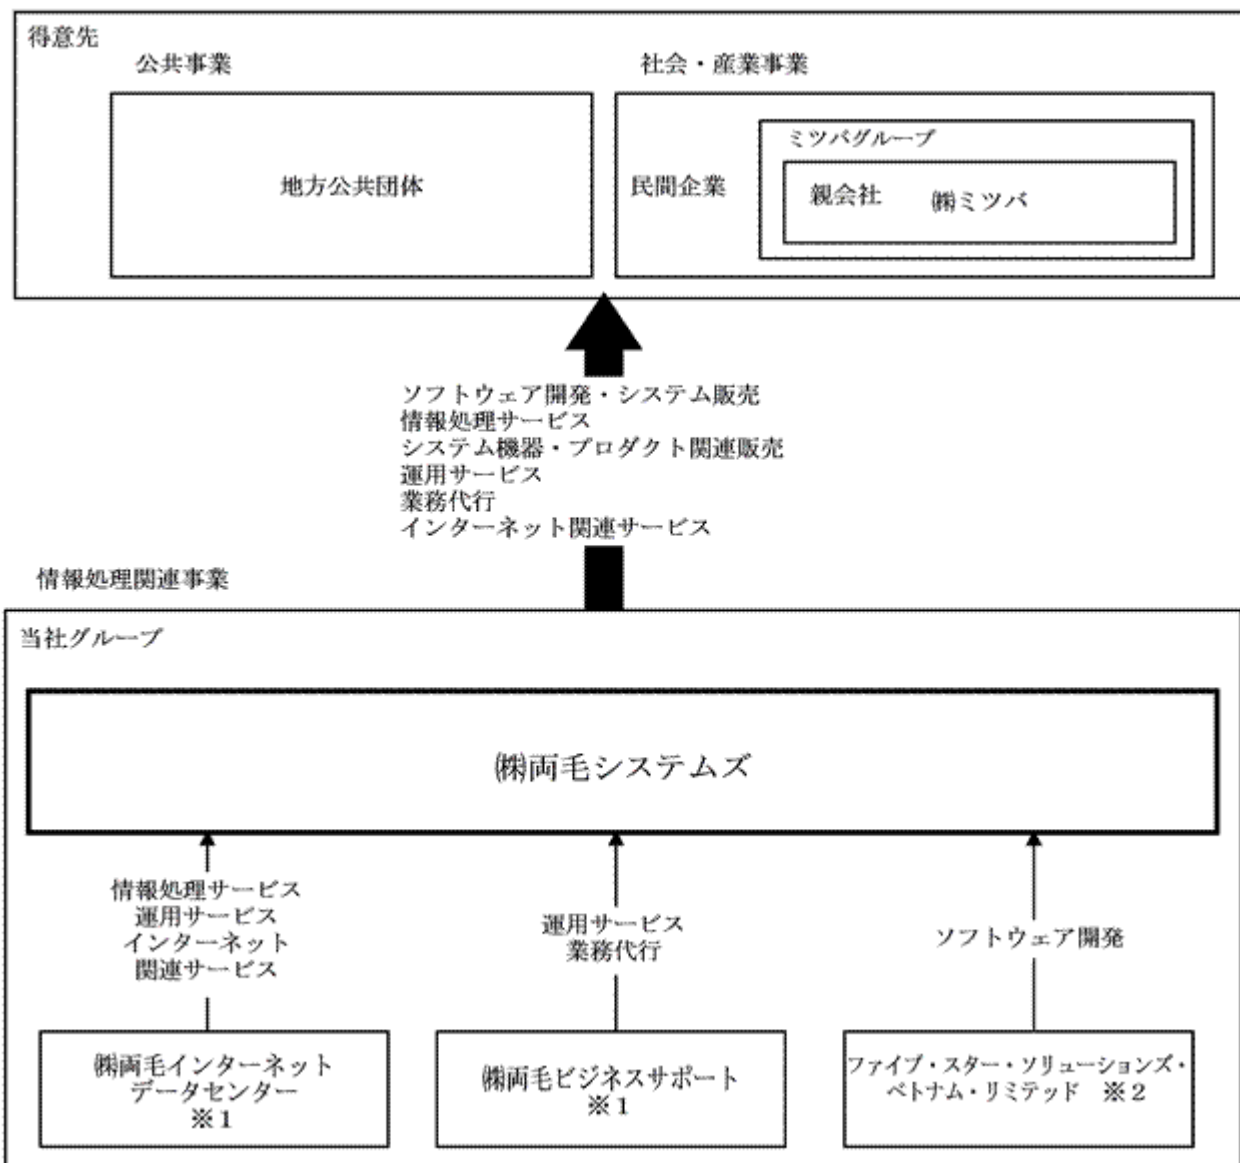 得意先
公共事業
社会・産業事業
地方公共団体
民間企業
ミツバグループ
親会社 ㈱ミツバ
ソフトウェア開発・システム販売
情報処理サービス
システム機器・プロダクト関連販売
運用サービス
業務代行
インターネット関連サービス
情報処理関連事業
当社グループ
㈱両毛システムズ
情報処理サービス
運用サービス
インターネット
関連サービス
運用サービス
業務代行
ソフトウェア開発
㈱両毛インターネット
データセンター
※1
㈱両毛ビジネスサポート
※1
ファイブ・スター・ソリューションズ・
ベトナム・リミテッド ※2